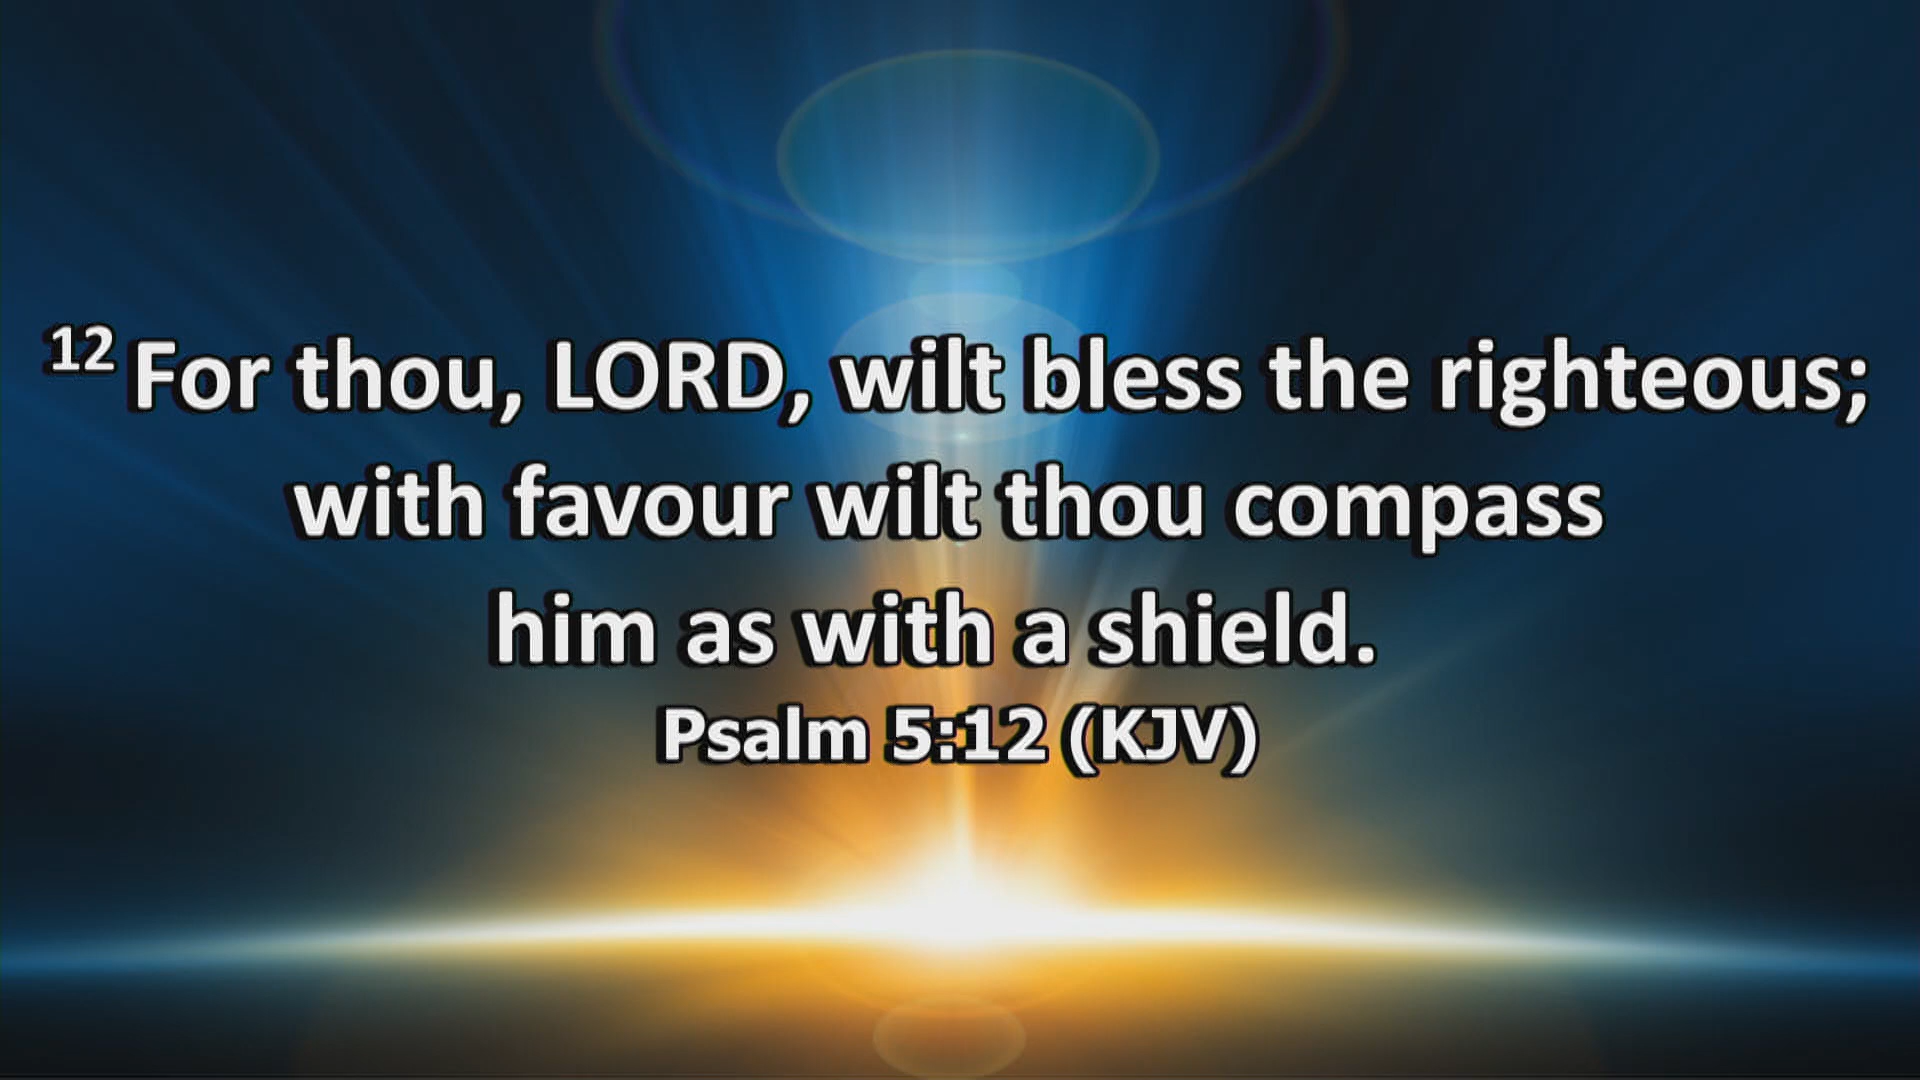 12 For thou, LORD, wilt bless the righteous;
with favour wilt thou compass
him as with a shield.
Psalm 5:12 (KJV)